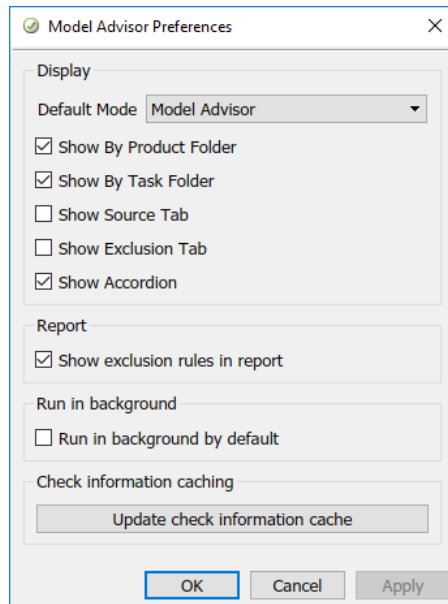 Model Advisor Preferences
Display
Default Mode Model Advisor
Show By Product Folder
Show By Task Folder
Show Source Tab
Show Exclusion Tab
Show Accordion
Report
Show exclusion rules in report
Run in background
Run in background by default
Check information caching
Update check information cache
OK Cancel Apply